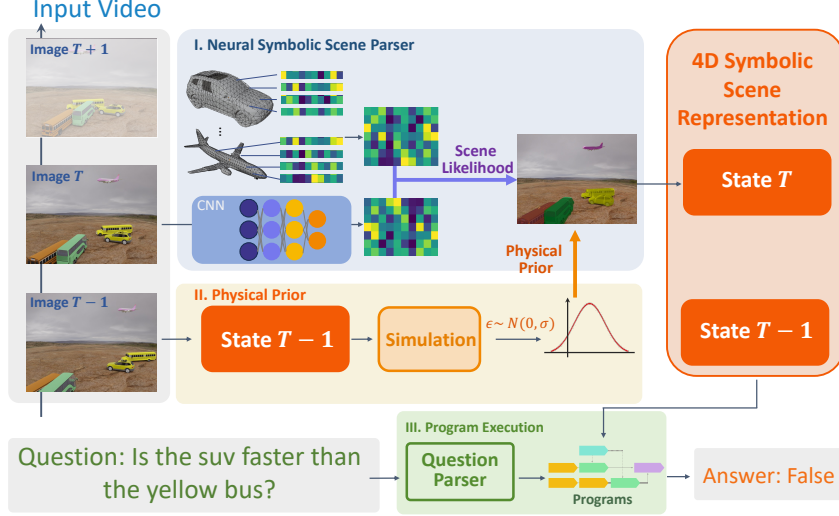 Input Video
Image T + 1
Image T
Image T − 1
I. Neural Symbolic Scene Parser
⋮
CNN
Scene
Likelihood
Physical
Prior
II. Physical Prior
State T − 1
Simulation
ϵ~ N(0, σ)
4D Symbolic
Scene
Representation
State T
State T − 1
Question: Is the suv faster than
the yellow bus?
III. Program Execution
Question
Parser
Programs
Answer: False